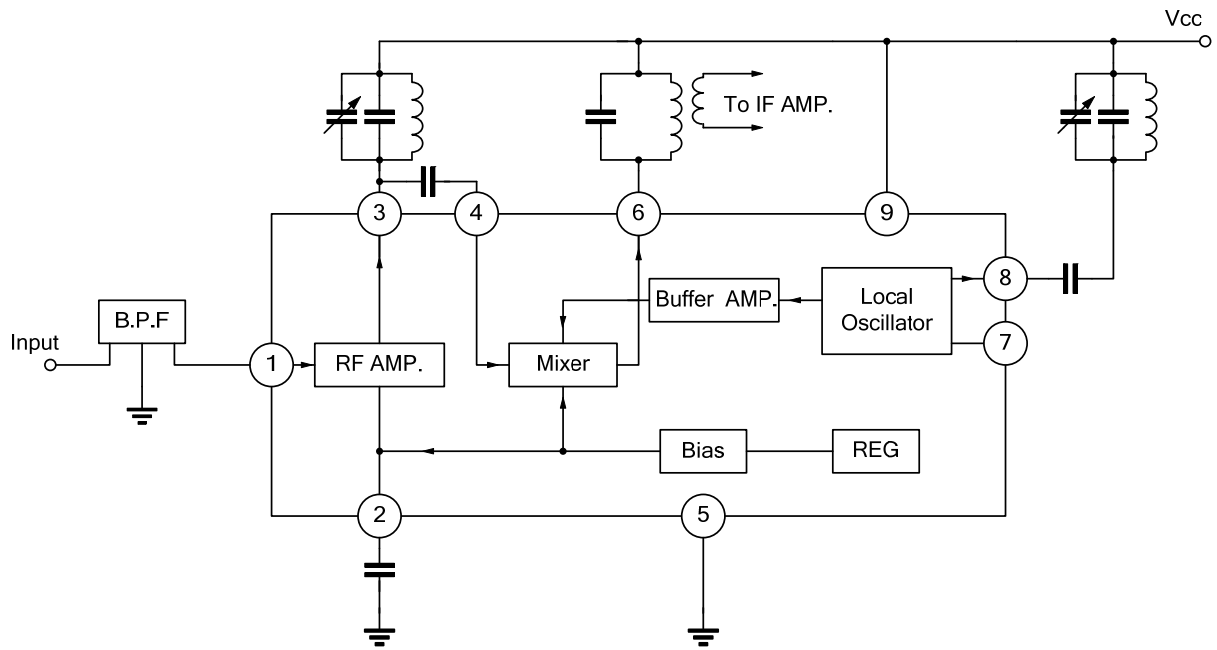 Vcc
To IF AMP.
3
4
6
9
8
Buffer AMP.
Local
Oscillator
B.P.F
Input
1
RF AMP.
Mixer
7
Bias
REG
2
5